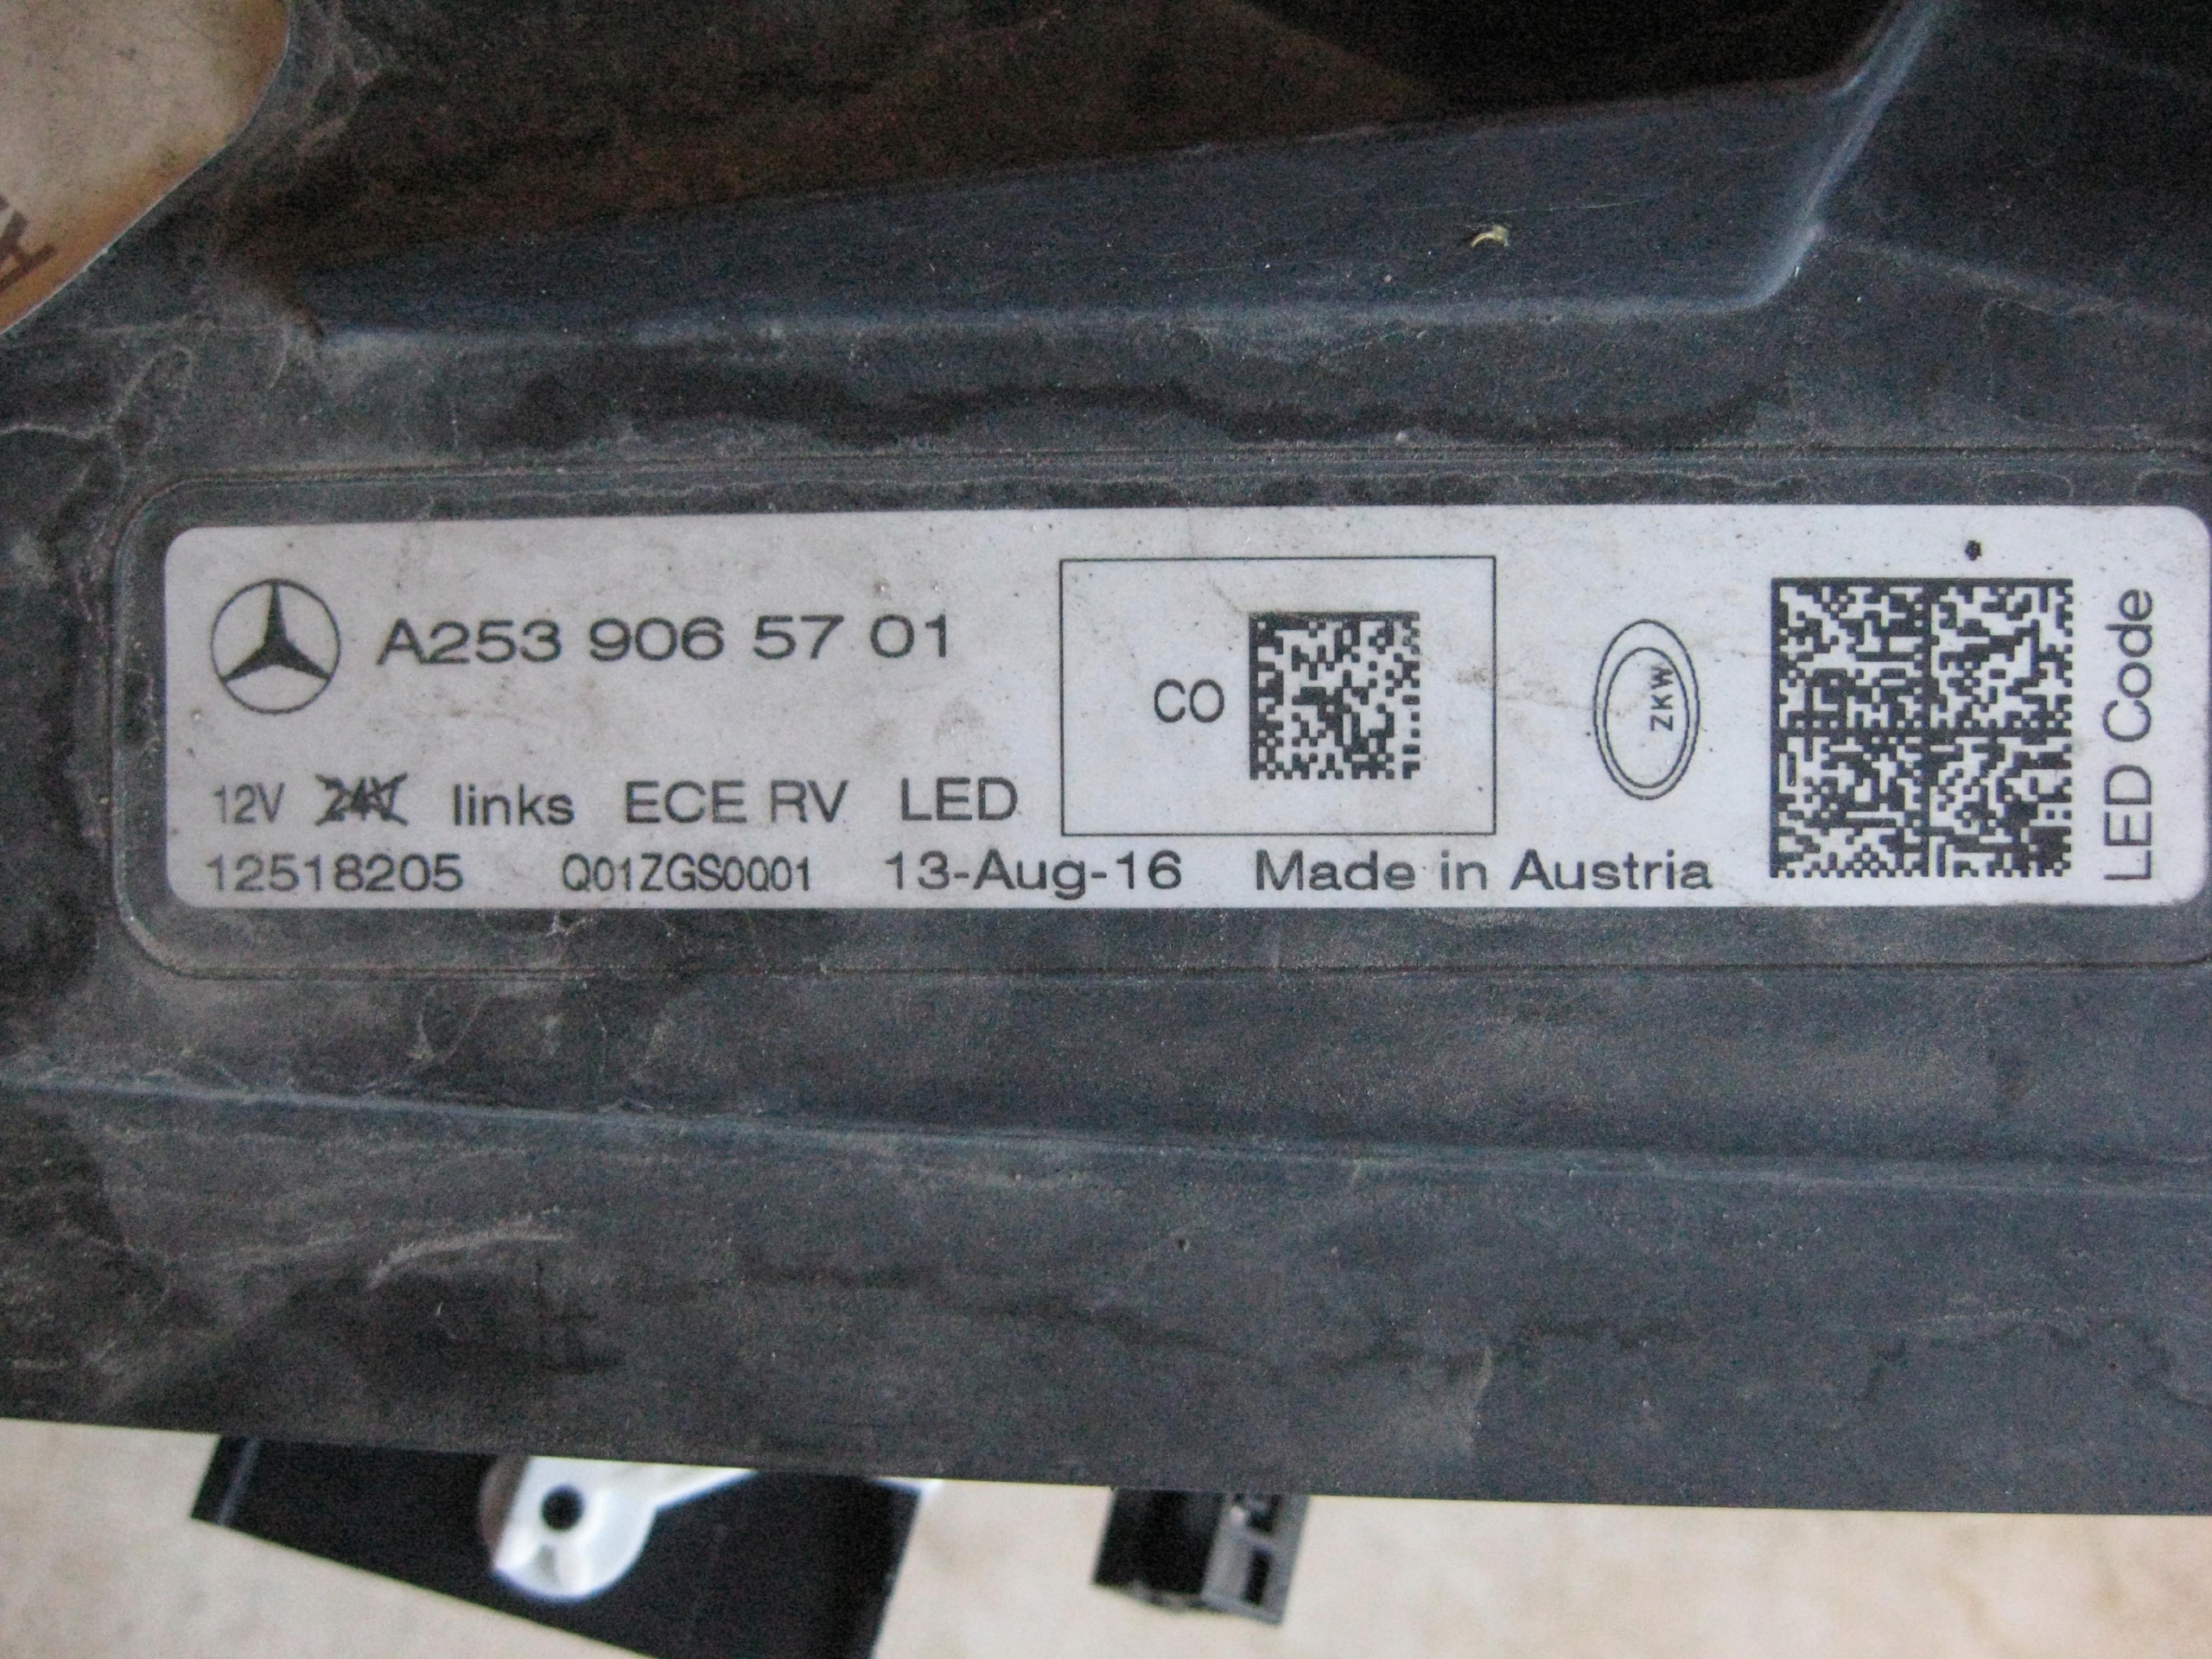 A253 906 57 01
CO
ZKW
LED Code
12V 24V links ECE RV LED
12518205 Q01ZGS0001 13-Aug-16 Made in Austria